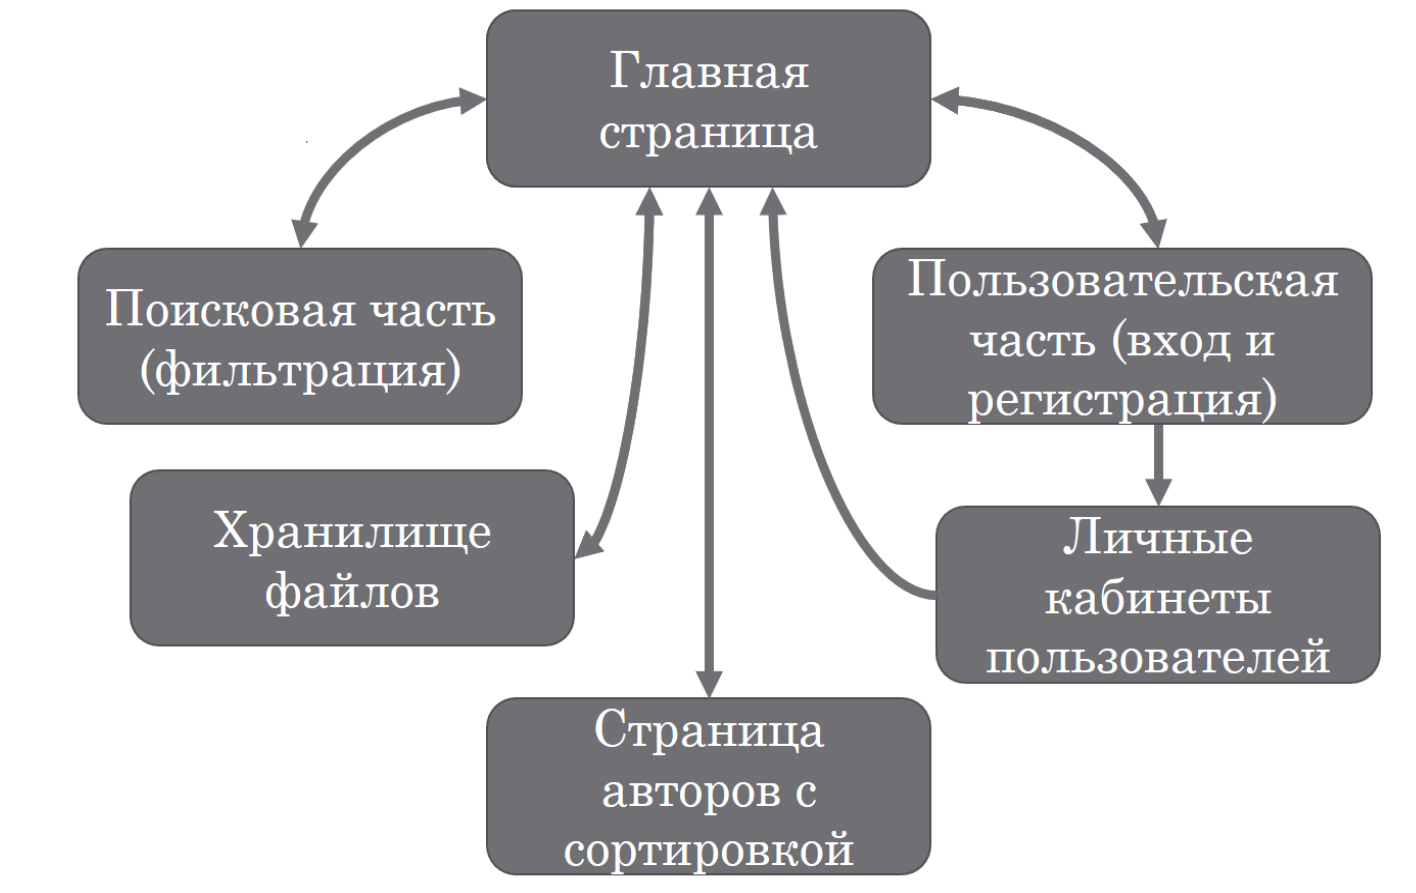 Главная
страница
Поисковая часть
(фильтрация)
Пользовательская
часть (вход и
регистрация)
Хранилище
файлов
Личные
кабинеты
пользователей
Страница
авторов с
сортировкой